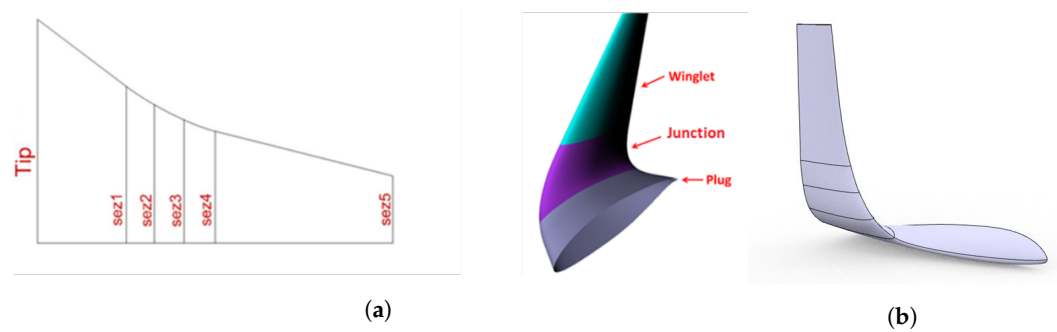 Tip
sez1
sez2
sez3
sez4
sez5
Winglet
Junction
Plug
(a)
(b)